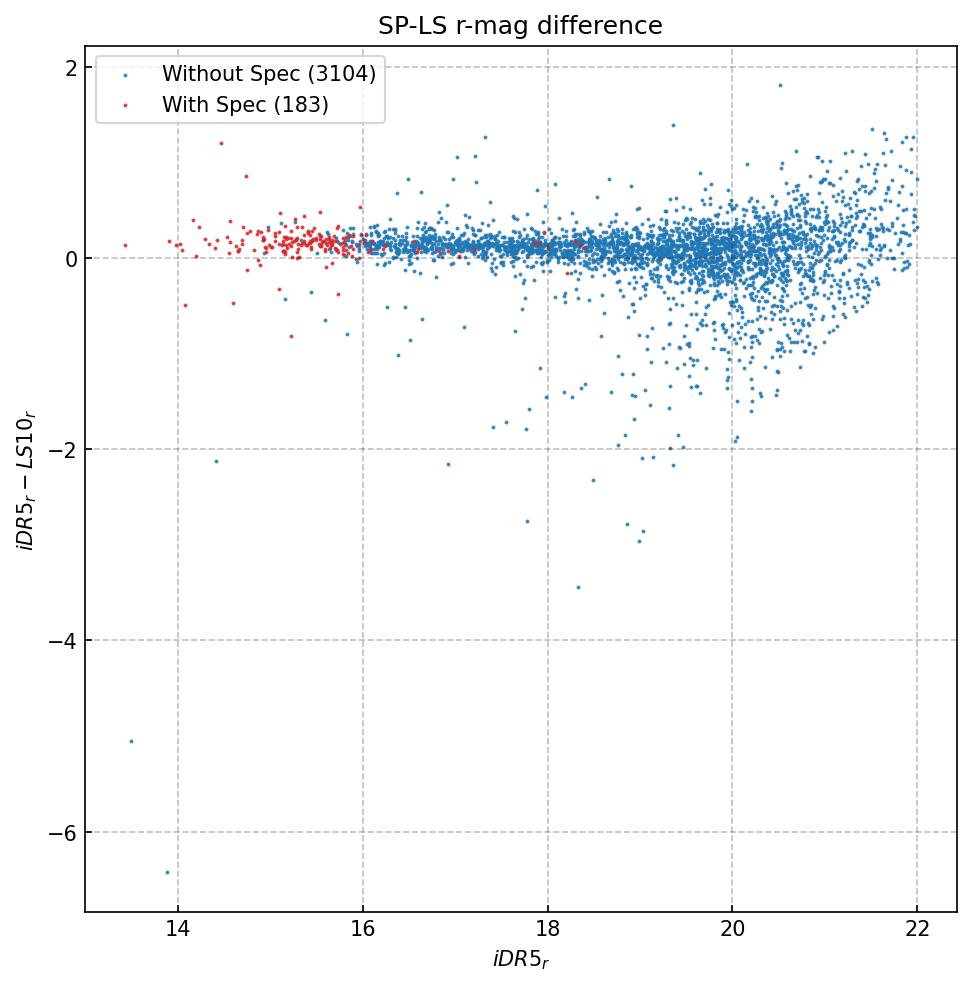 SP-LS r-mag difference
Without Spec (3104)
With Spec (183)
2
0
−2
−4
−6
iDR5r − LS10r
14 16 18 20 22
iDR5r